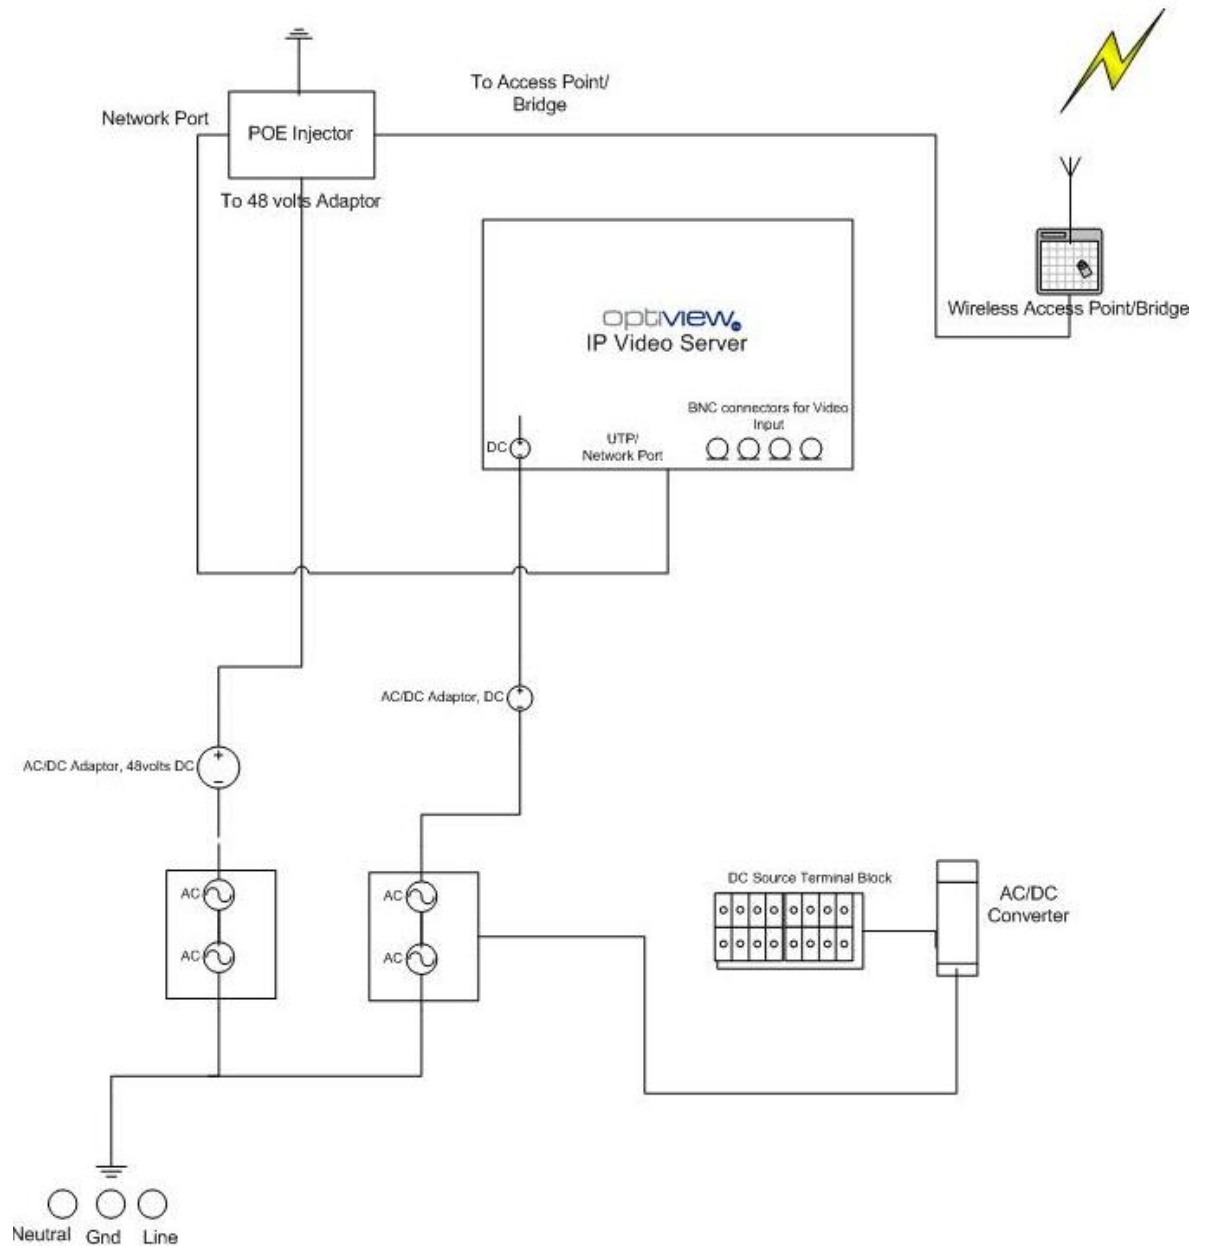 To Access Point/
Bridge
Network Port
POE Injector
To 48 volts Adaptor
Wireless Access Point/Bridge
optiview
IP Video Server
BNC connectors for Video
Input
DC
UTP/
Network Port
AC/DC Adaptor, DC
AC/DC Adaptor, 48volts DC
AC
AC
AC
AC
DC Source Terminal Block
AC/DC
Converter
Neutral
Gnd
Line